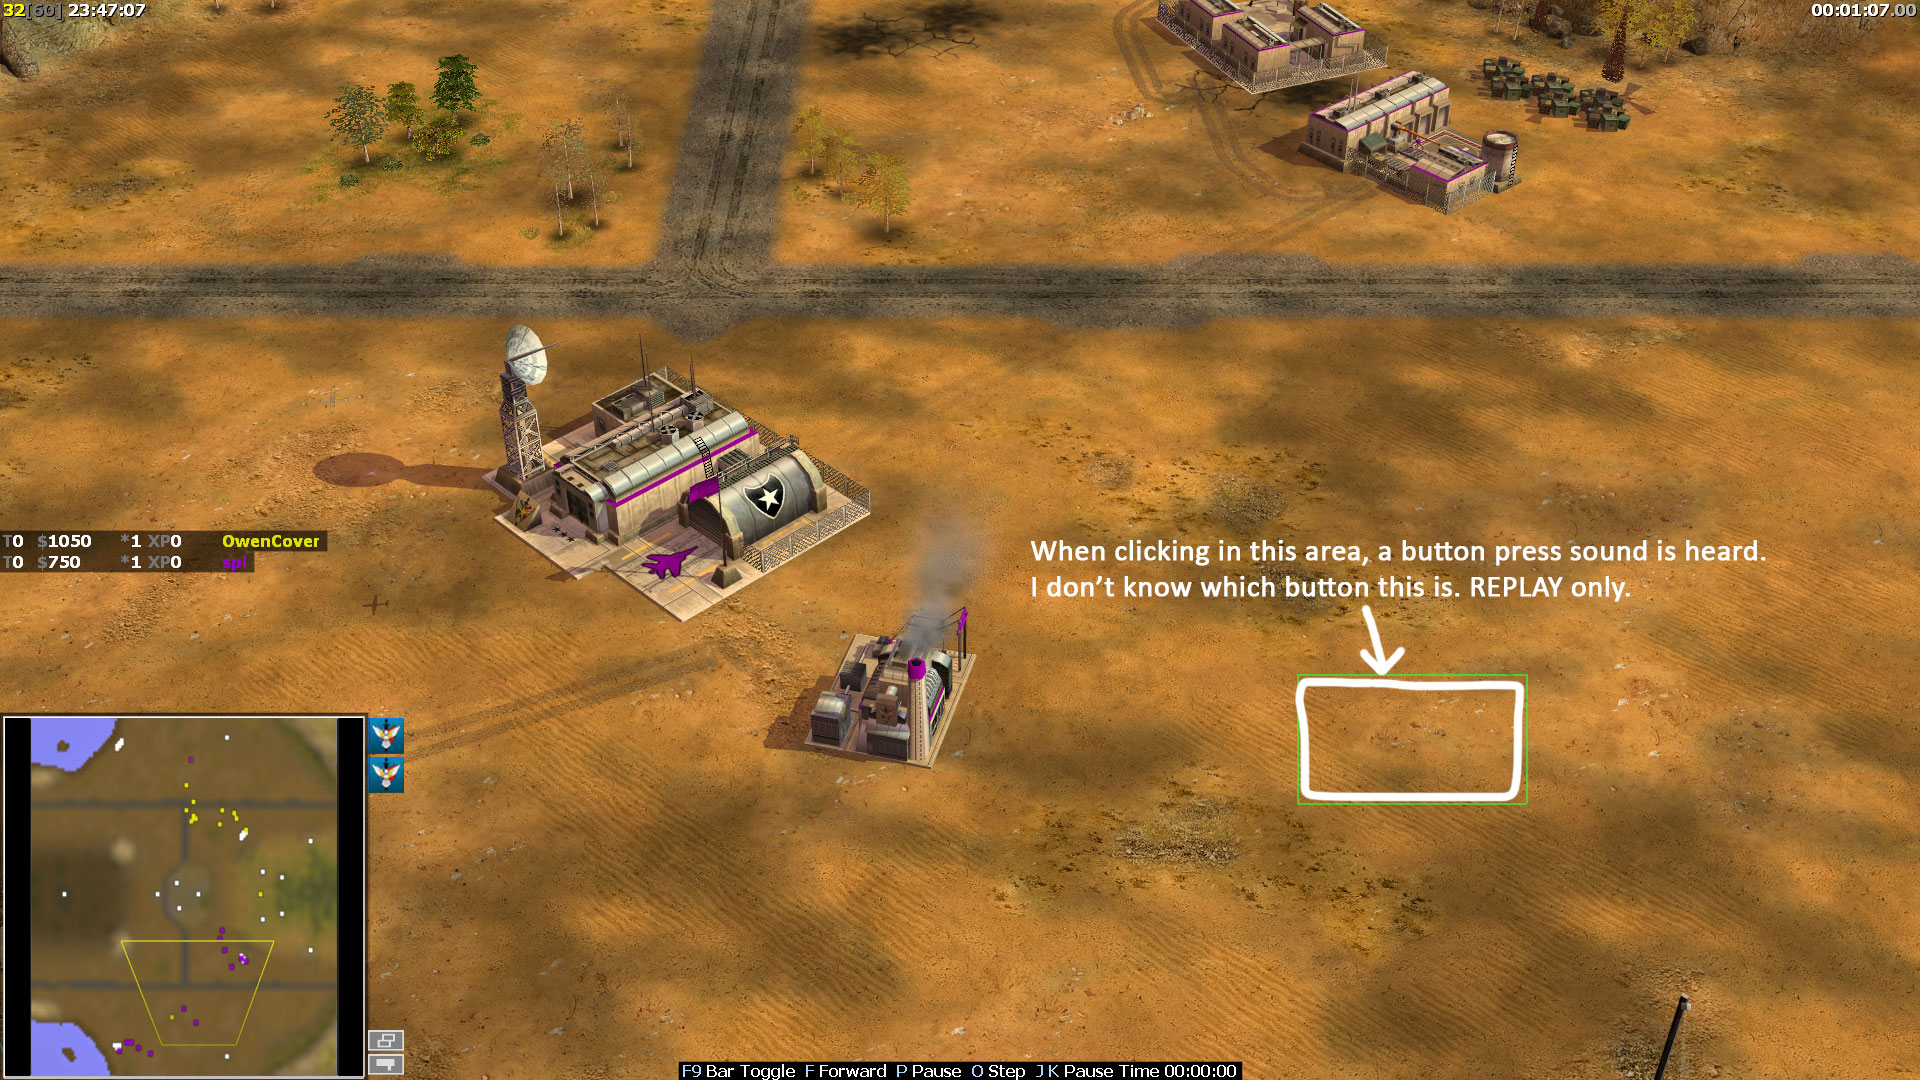 32[60] 23:47:07
00:01:07.00
T0 $1050 *1 XP0 OwenCover
T0 $750 *1 XP0 spl
When clicking in this area, a button press sound is heard.
I don't know which button this is. REPLAY only.
F9 Bar Toggle F Forward P Pause O Step J K Pause Time 00:00:00